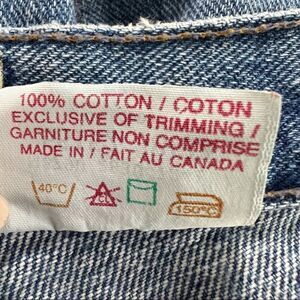 100% COTTON / COTON
EXCLUSIVE OF TRIMMING /
GARNITURE NON COMPRISE
MADE IN / FAIT AU CANADA
40°C CL 150°C